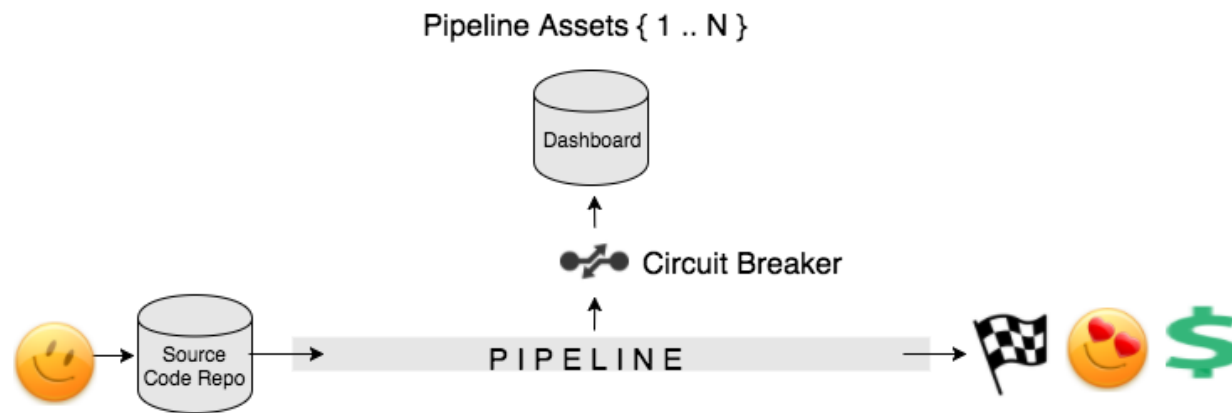 Pipeline Assets { 1 .. N }
Dashboard
Circuit Breaker
Source
Code Repo
PIPELINE
$